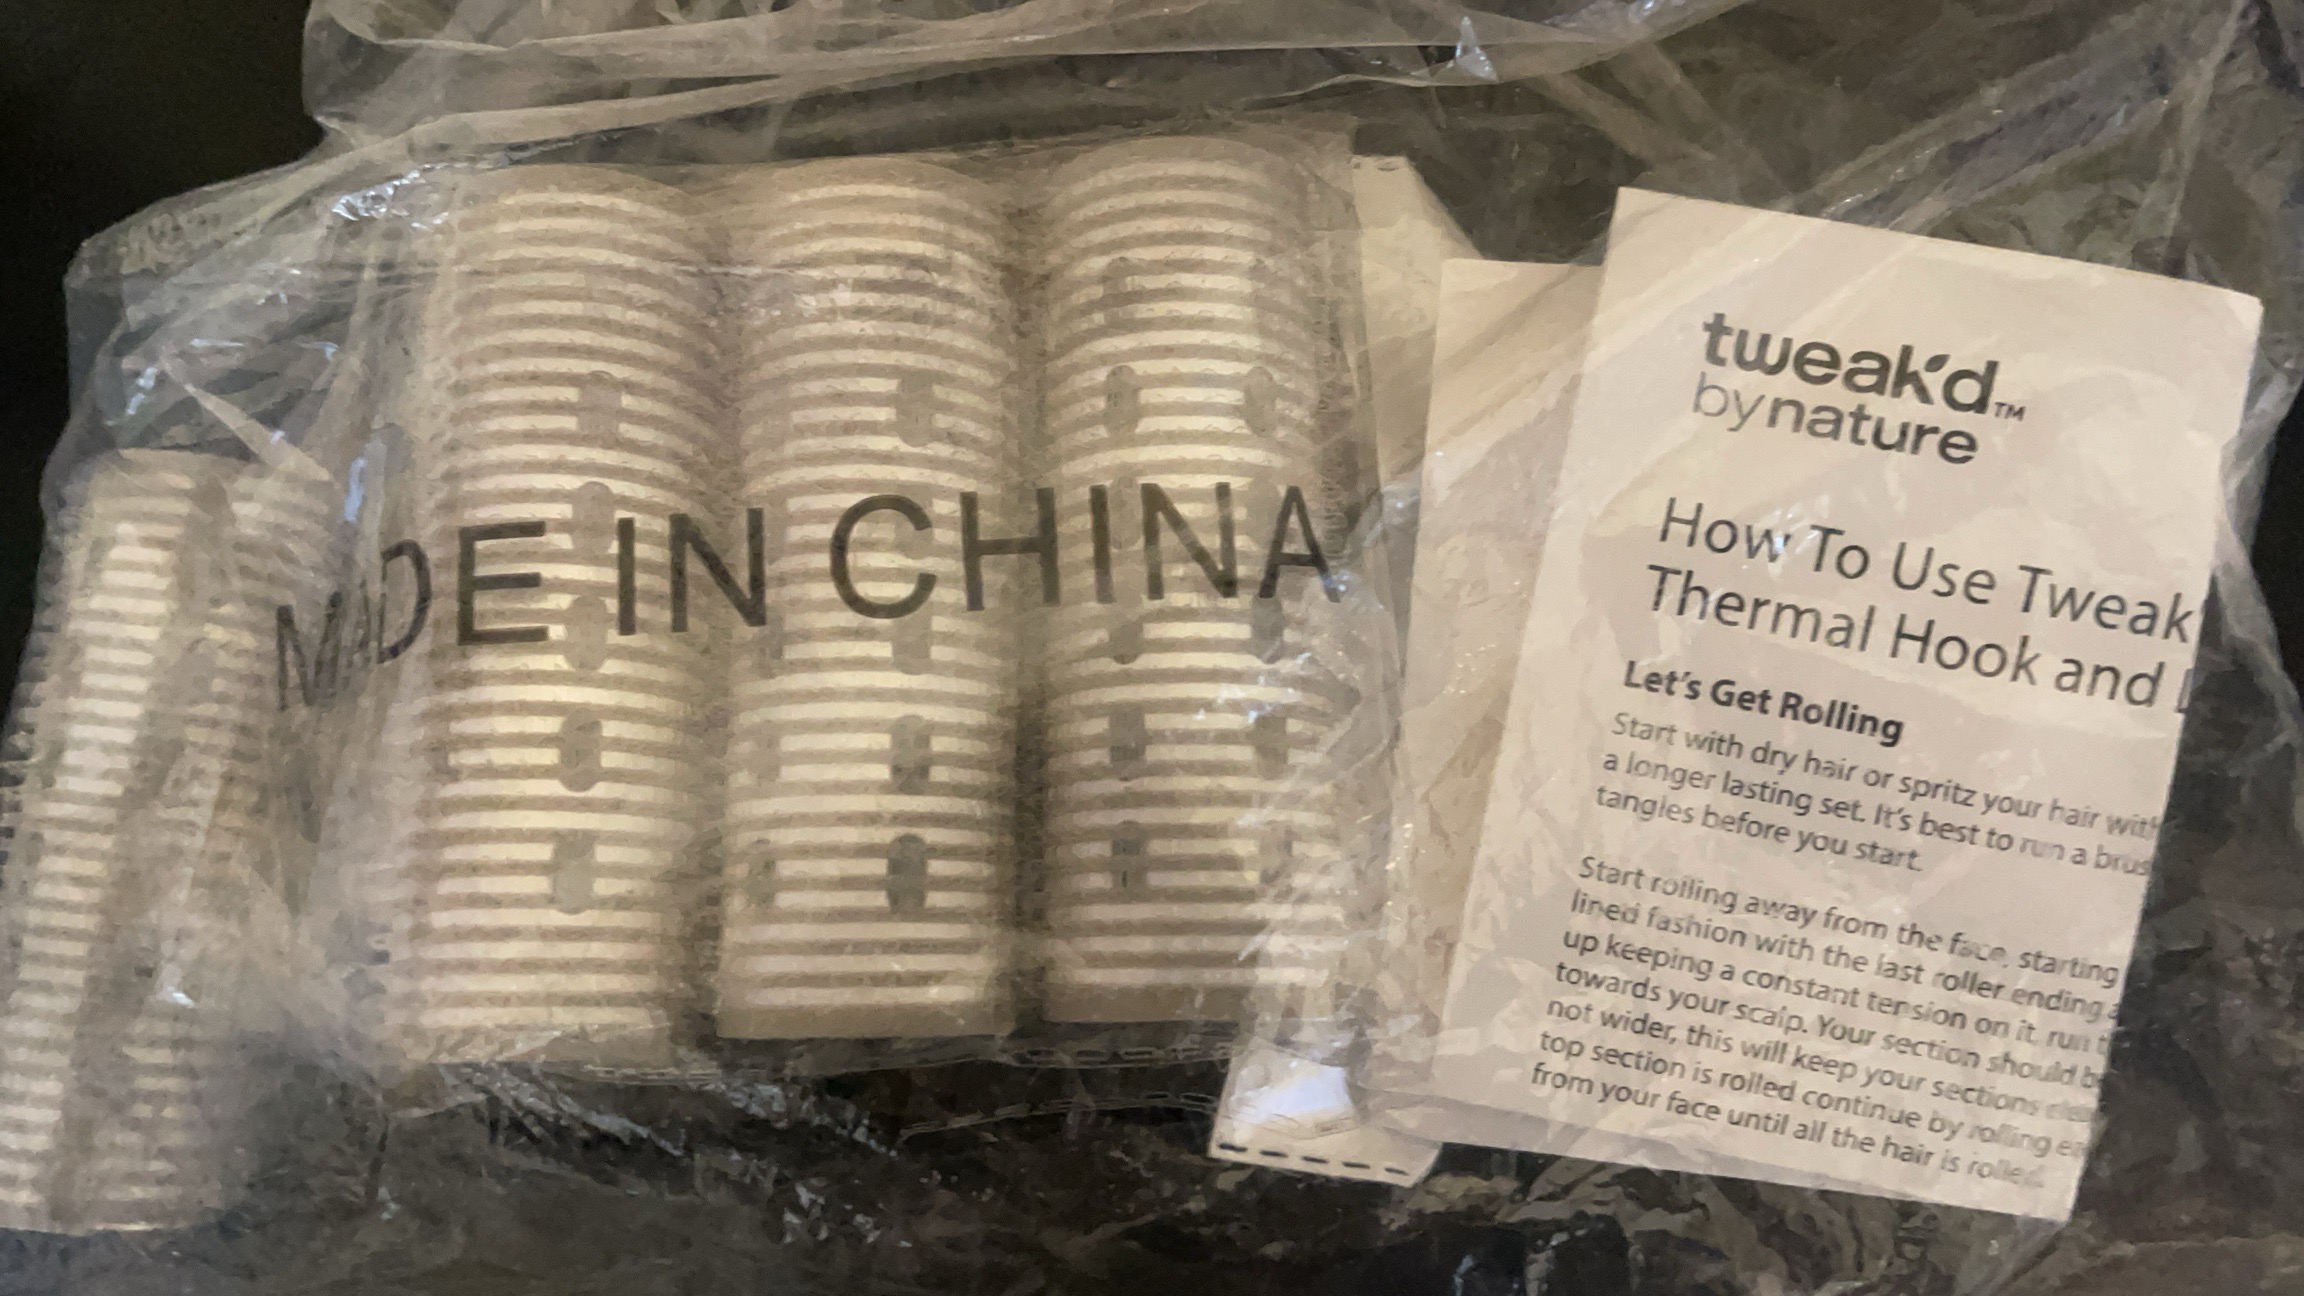 MADE IN CHINA
tweak'd™
bynature
How To Use Tweak'
Thermal Hook and
Let's Get Rolling
Start with dry hair or spritz your hair with
a longer lasting set. It's best to run a brus
tangles before you start.
Start rolling away from the face, starting
lined fashion with the last roller ending a
up keeping a constant tension on it, run t
towards your scalp. Your section should b
not wider, this will keep your sections
top section is rolled continue by rolling
from your face until all the hair is rolled.